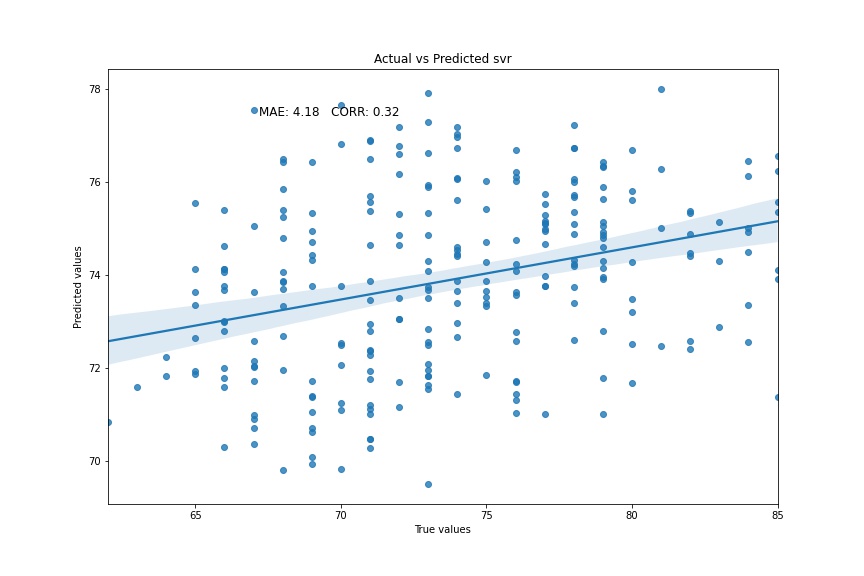 Actual vs Predicted svr
78
MAE: 4.18 CORR: 0.32
76
74
72
70
Predicted values
65 70 75 80 85
True values